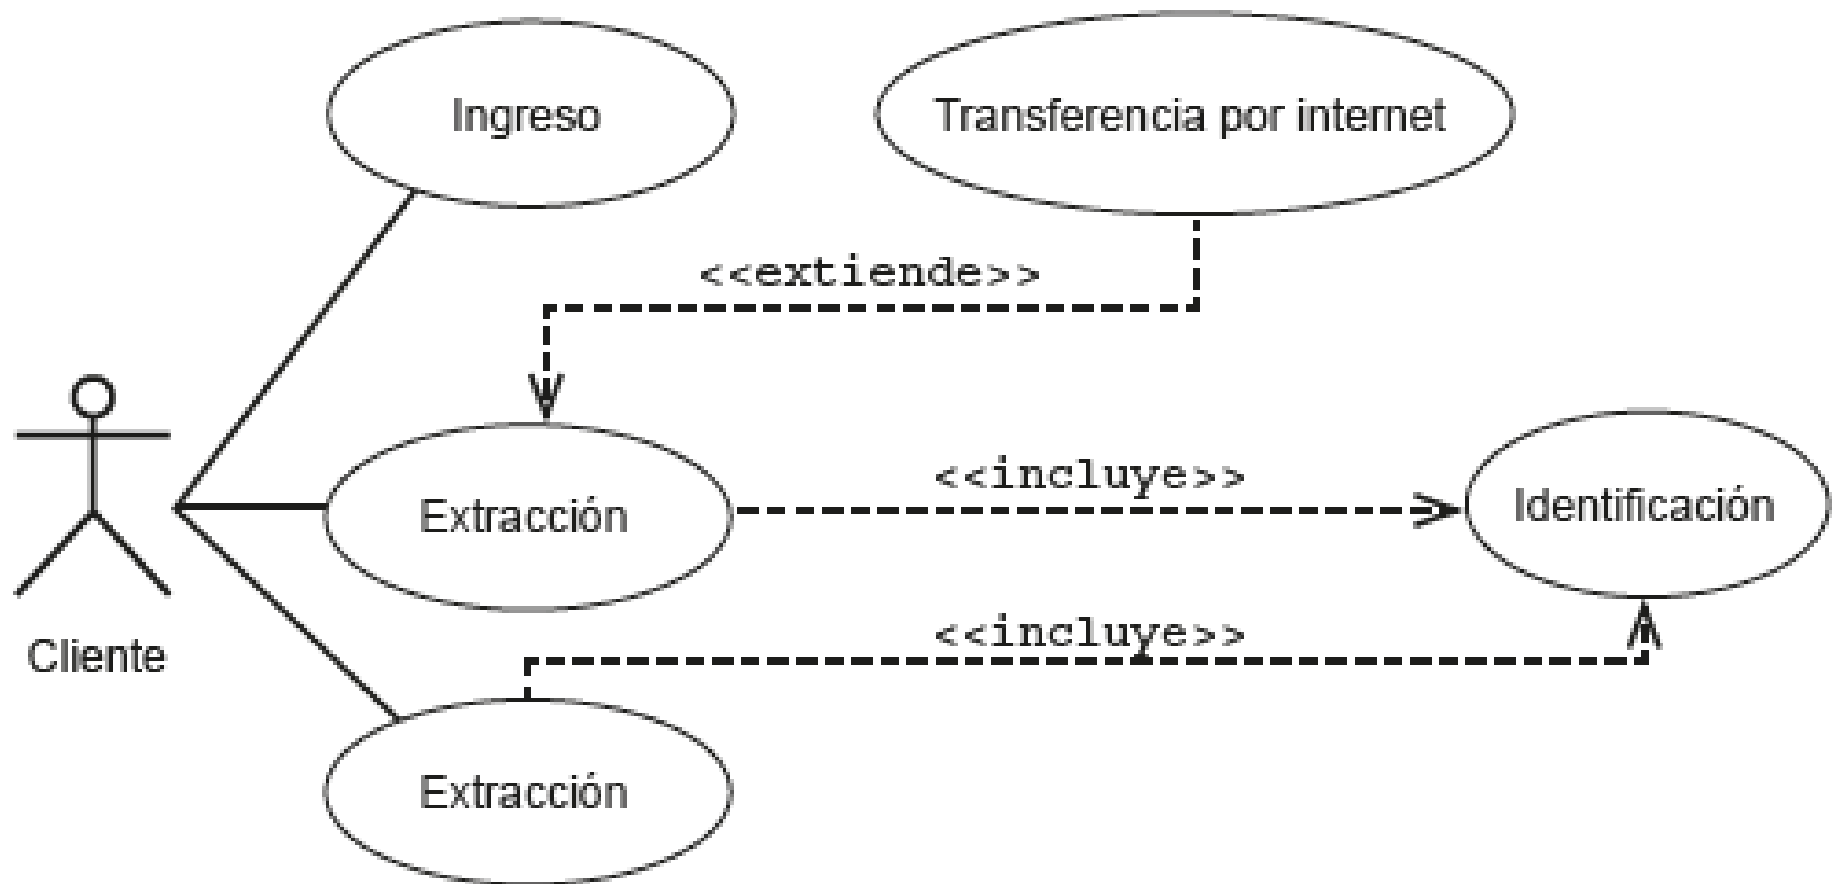 Ingreso
Transferencia por internet
<<extiende>>
Extracción
<<incluye>>
Identificación
<<incluye>>
Cliente
Extracción